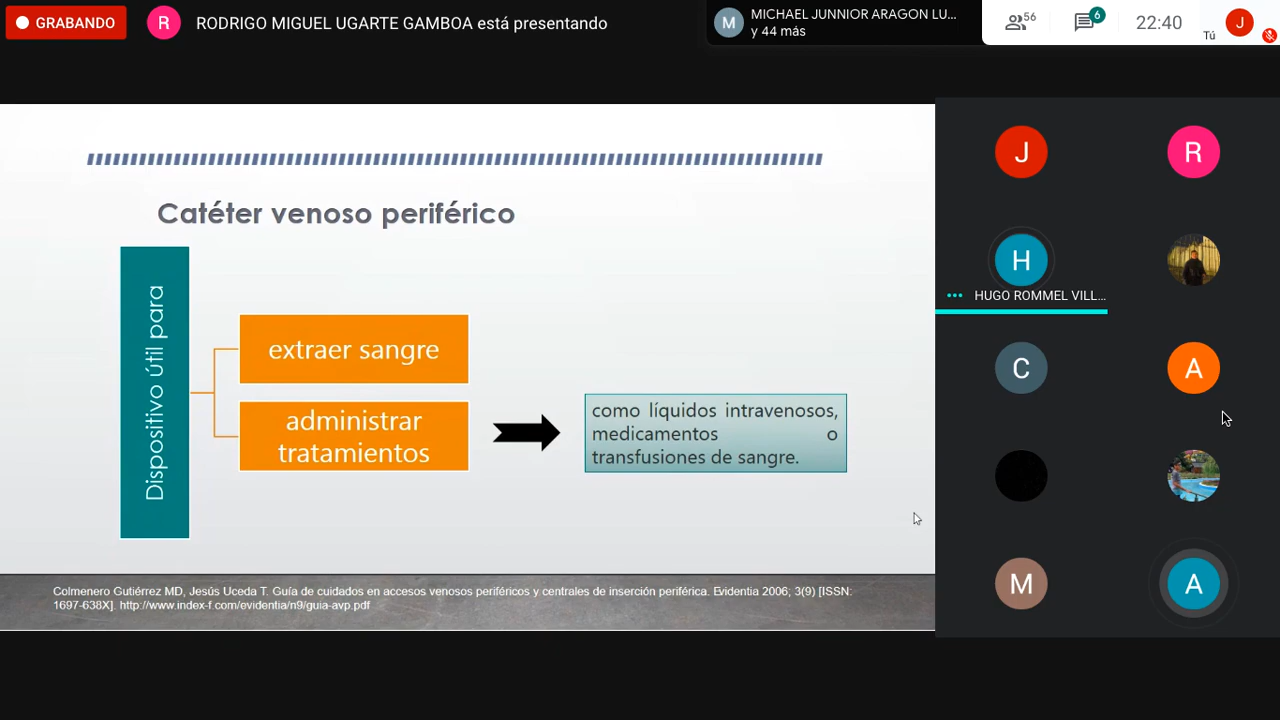 GRABANDO
R
RODRIGO MIGUEL UGARTE GAMBOA está presentando
M
MICHAEL JUNNIOR ARAGON LU...
y 44 más
56
6
22:40
Tú
J
Catéter venoso periférico
Dispositivo útil para
extraer sangre
administrar
tratamientos
como líquidos intravenosos,
medicamentos o
transfusiones de sangre.
Colmenero Gutiérrez MD, Jesús Uceda T. Guía de cuidados en accesos venosos periféricos y centrales de inserción periférica. Evidentia 2006; 3(9) [ISSN:
1697-638X]. http://www.index-f.com/evidentia/n9/guia-avp.pdf
J
R
H
HUGO ROMMEL VILL...
C
A
M
A